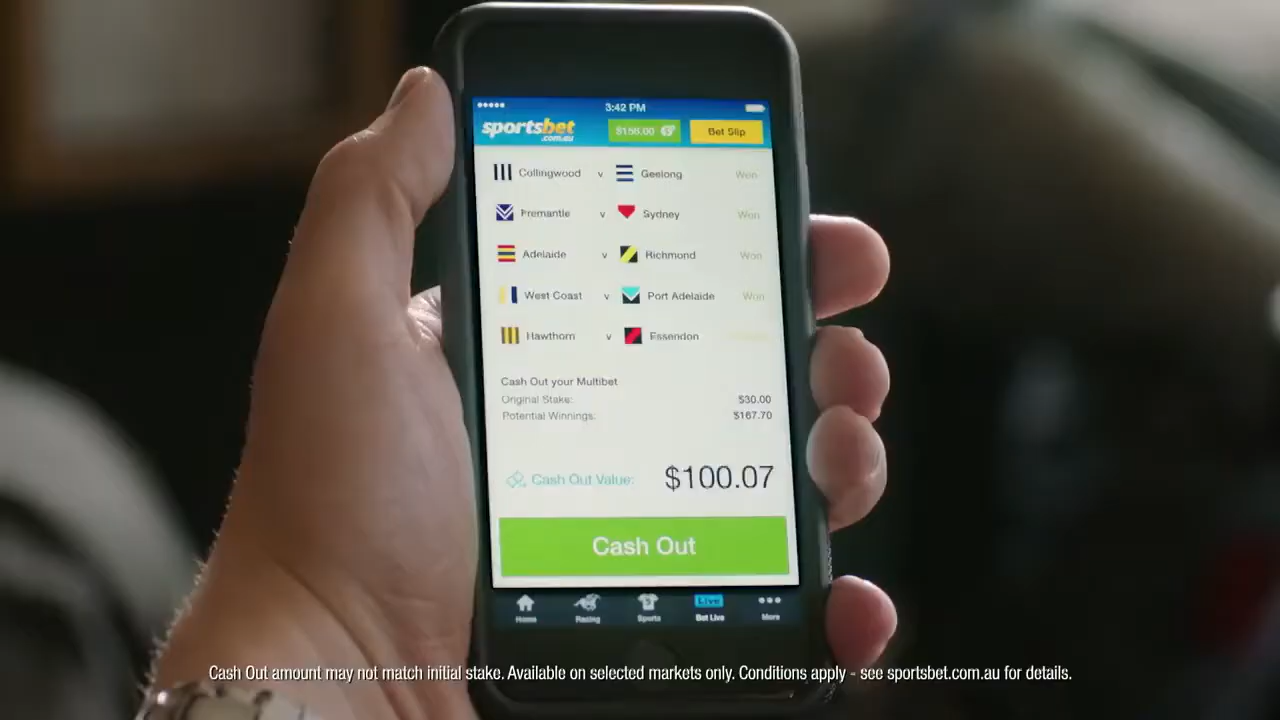 3:42 PM
sportsbet
.com.au
$156.00
Bet Slip
Collingwood v Geelong Won
Fremantle v Sydney Won
Adelaide v Richmond Won
West Coast v Port Adelaide Won
Hawthorn v Essendon
Cash Out your Multibet
Original Stake: $30.00
Potential Winnings: $167.70
Cash Out Value: $100.07
Cash Out
Home Racing Sports Live Bet Live More
Cash Out amount may not match initial stake. Available on selected markets only. Conditions apply - see sportsbet.com.au for details.